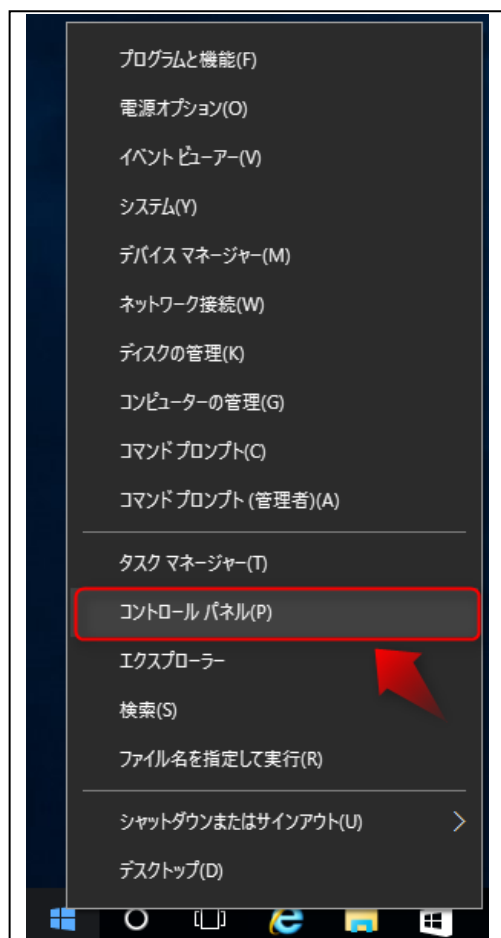 プログラムと機能(F)
電源オプション(O)
イベント ビューアー(V)
システム(Y)
デバイス マネージャー(M)
ネットワーク接続(W)
ディスクの管理(K)
コンピューターの管理(G)
コマンド プロンプト(C)
コマンド プロンプト (管理者)(A)
タスク マネージャー(T)
コントロール パネル(P)
エクスプローラー
検索(S)
ファイル名を指定して実行(R)
シャットダウンまたはサインアウト(U)
デスクトップ(D)